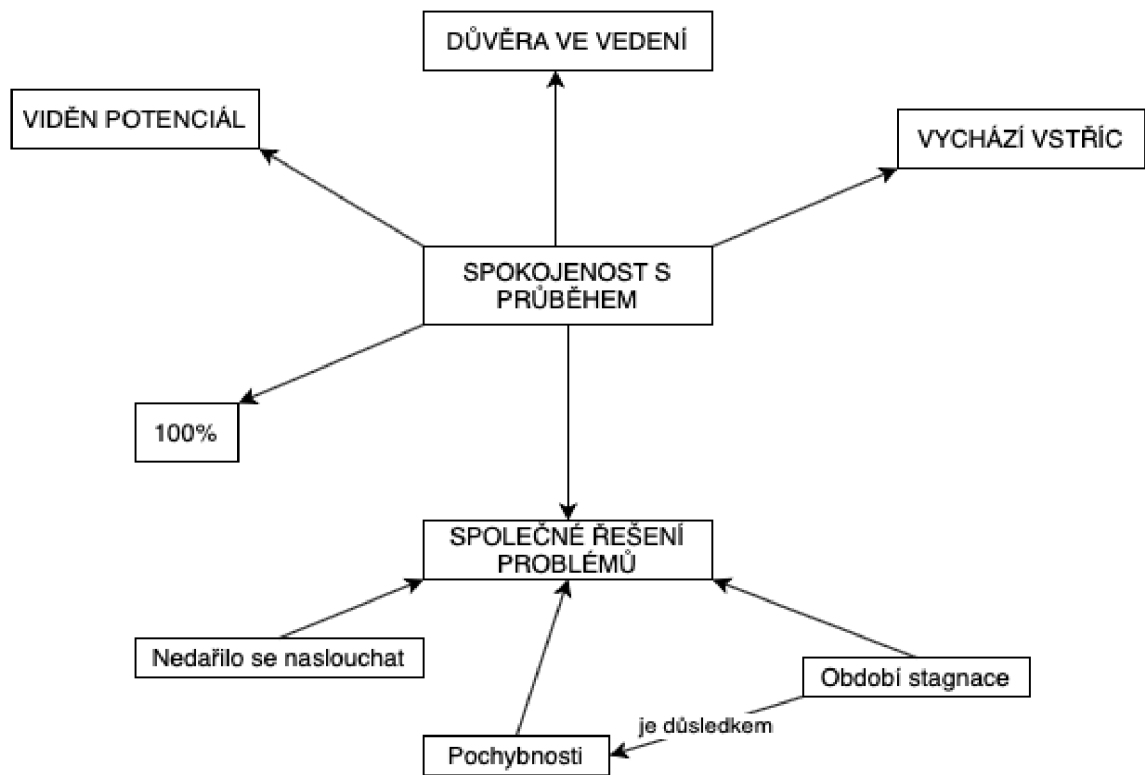 DŮVĚRA VE VEDENÍ
VIDĚN POTENCIÁL
VYCHÁZÍ VSTŘÍC
SPOKOJENOST S
PRŮBĚHEM
100%
SPOLEČNÉ ŘEŠENÍ
PROBLÉMŮ
Nedařilo se naslouchat
Období stagnace
je důsledkem
Pochybnosti